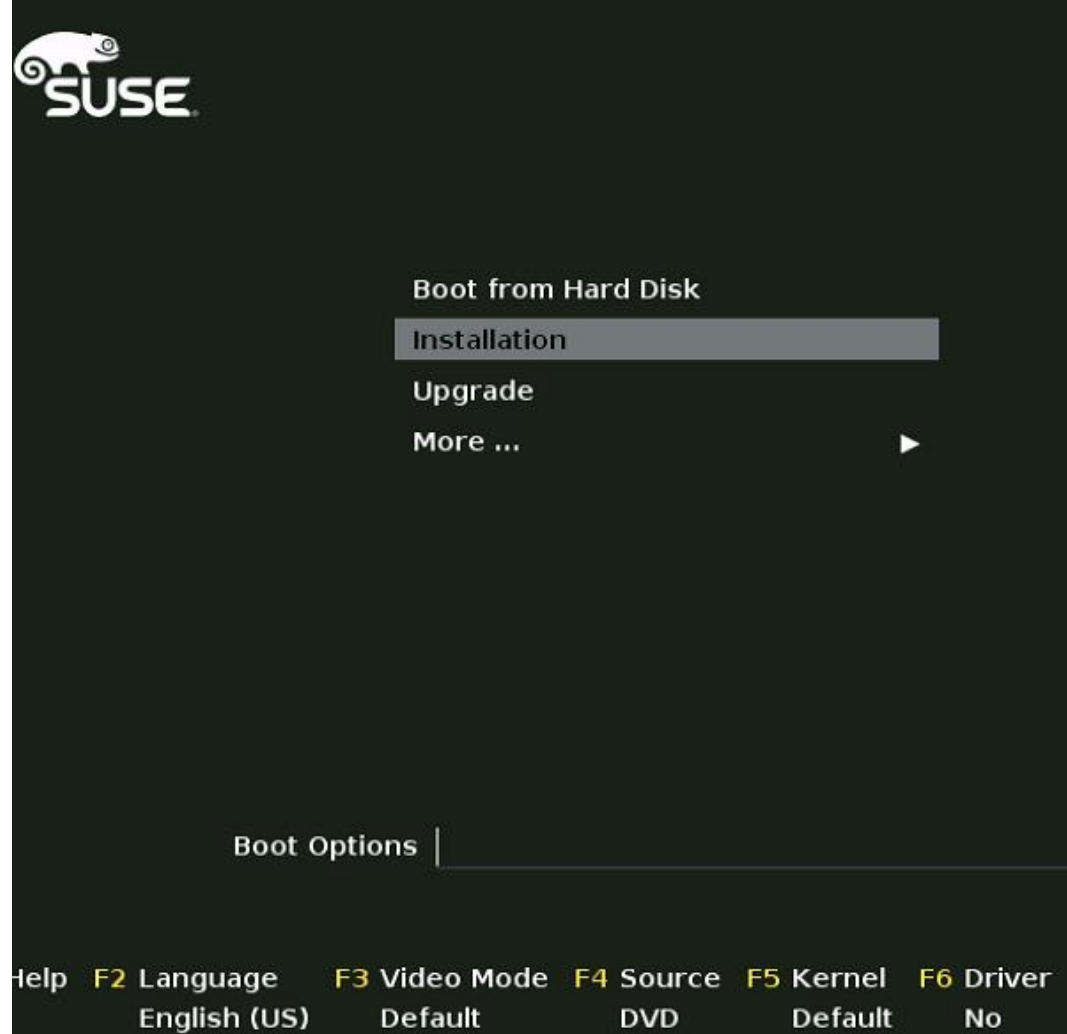 SUSE
Boot from Hard Disk
Installation
Upgrade
More ...
Boot Options
Help F2 Language F3 Video Mode F4 Source F5 Kernel F6 Driver
English (US) Default DVD Default No